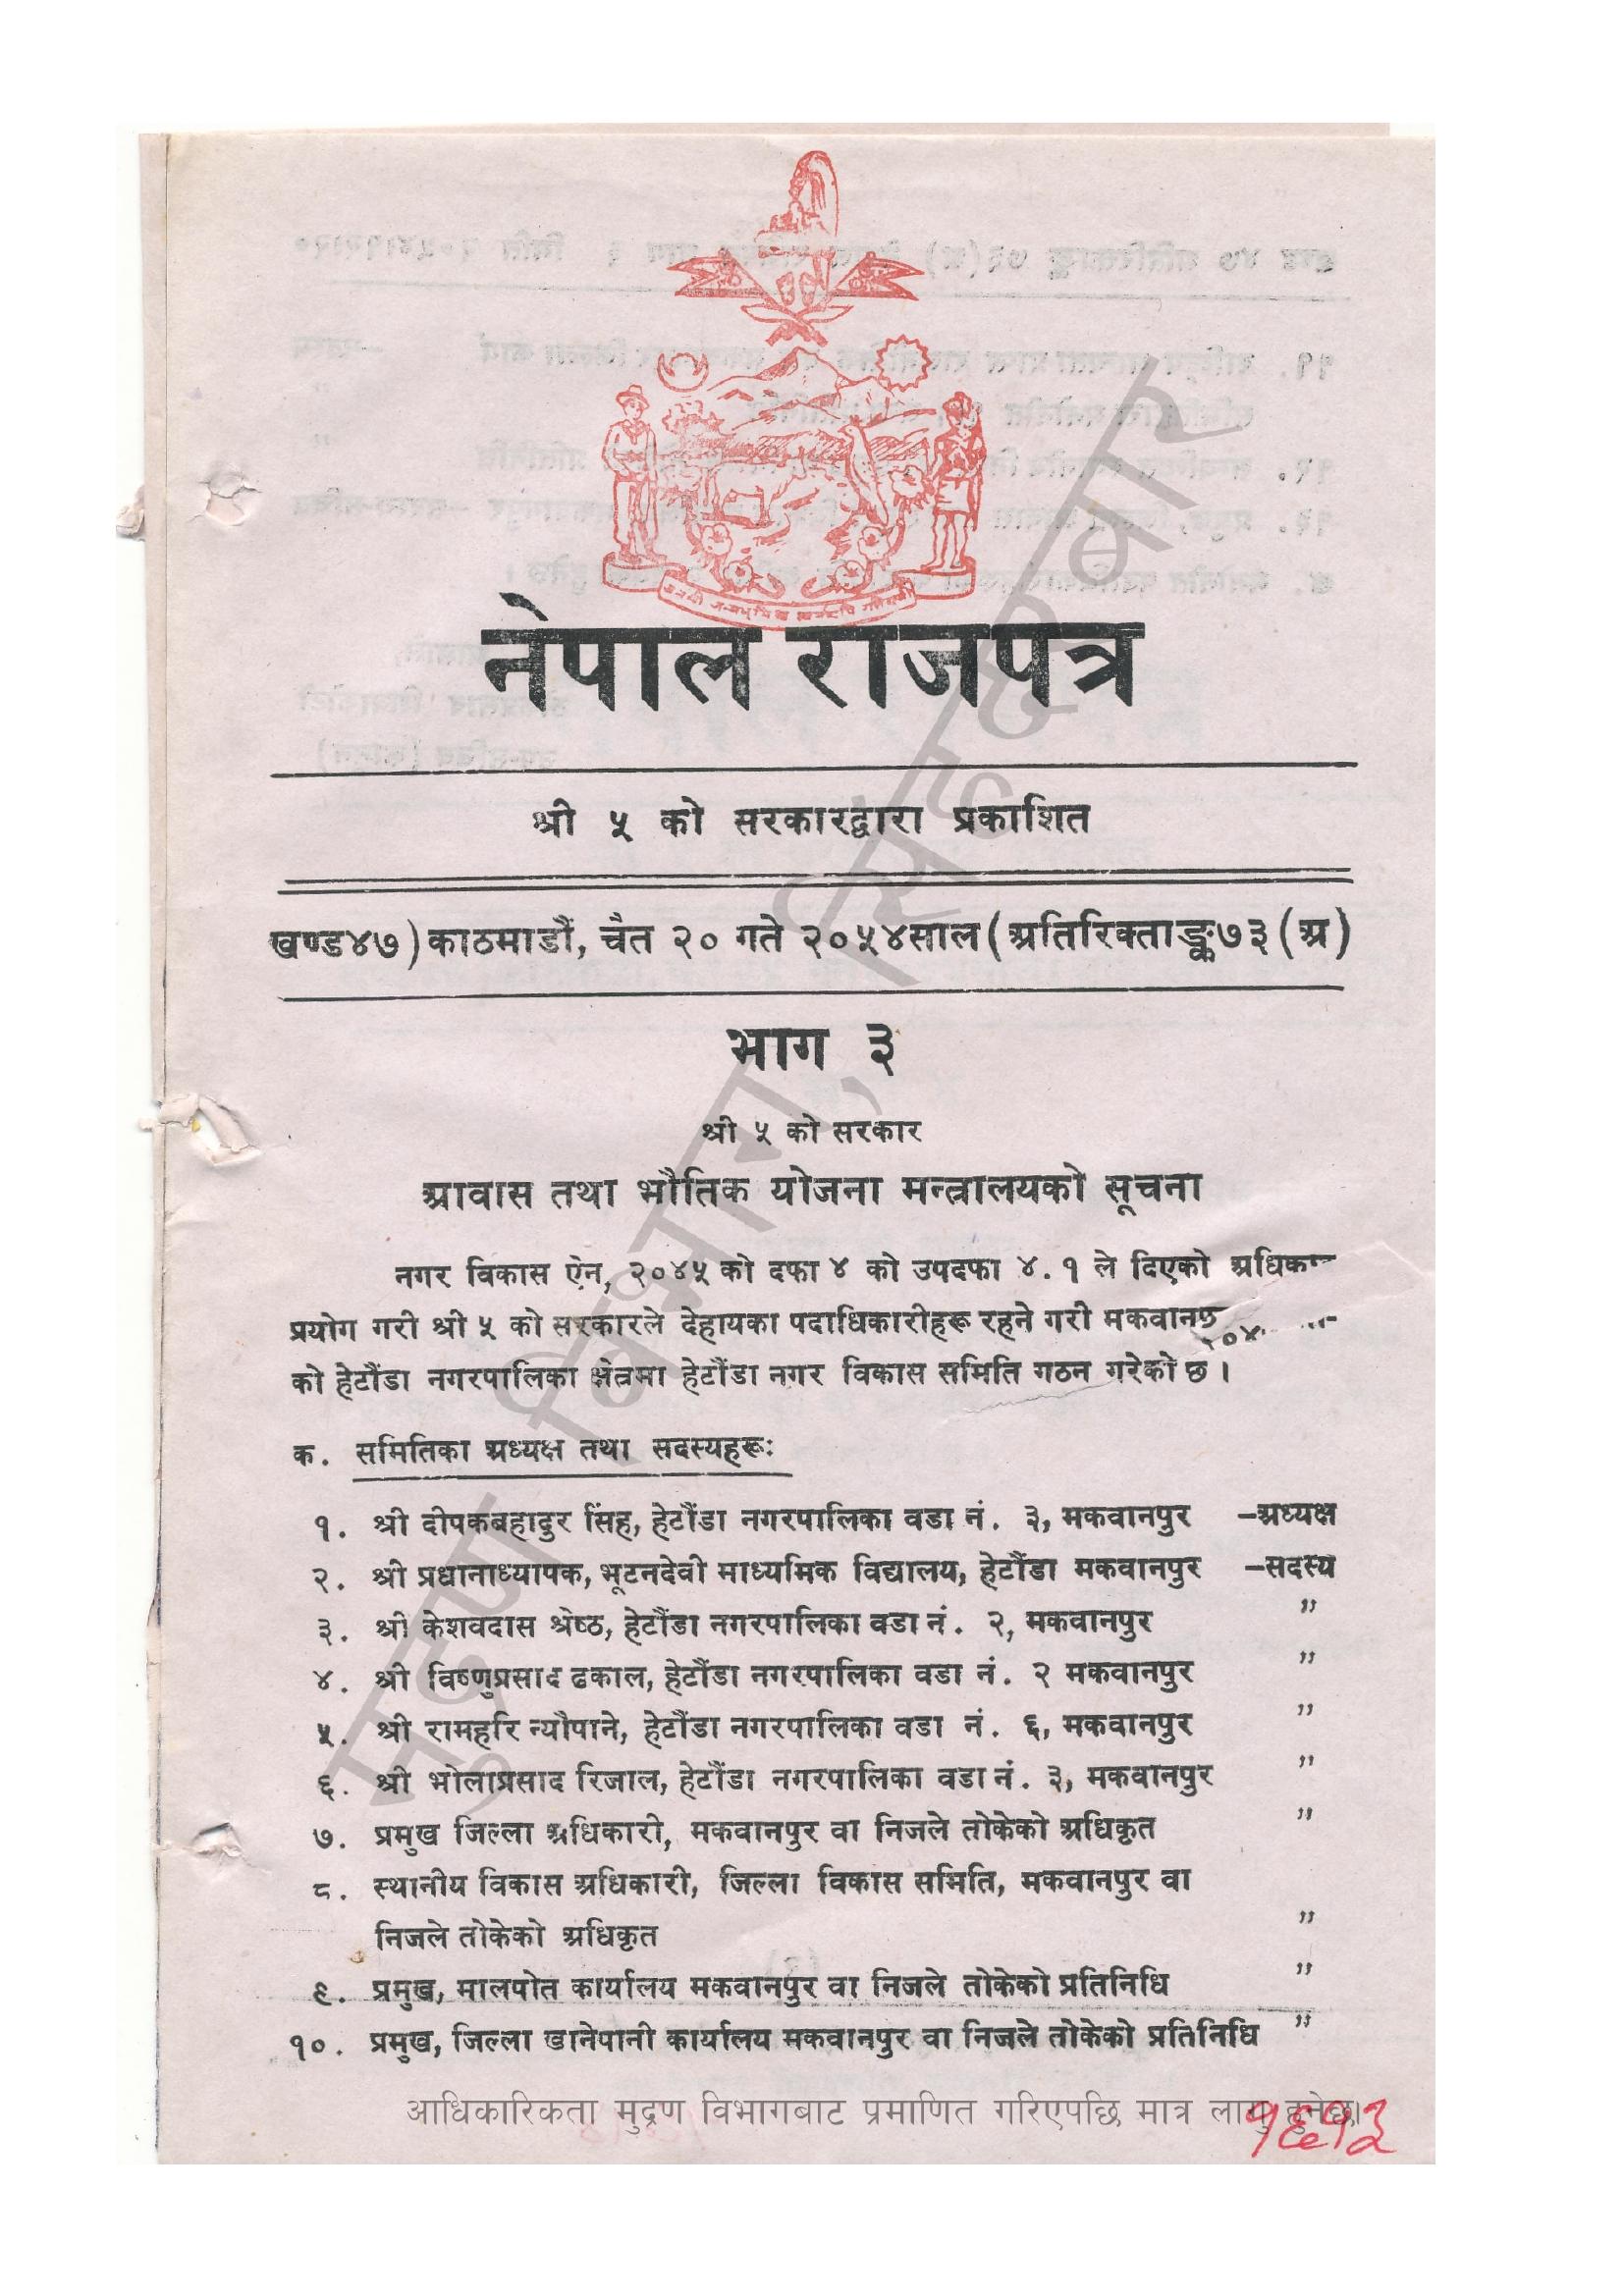 नेपाल राजपत्र
श्री ५ को सरकारद्वारा प्रकाशित
खण्ड४७) काठमाडौं, चैत २० गते २०५४साल (अतिरिक्ताङ्क७३ (अ)
भाग ३
श्री ५ को सरकार
आवास तथा भौतिक योजना मन्त्रालयको सूचना
नगर विकास ऐन, २०४५ को दफा ४ को उपदफा ४.१ ले दिएको
प्रयोग गरी श्री ५ को सरकारले देहायका पदाधिकारीहरू रहने गरी
को हेटौंडा नगरपालिका क्षेत्रमा हेटौंडा नगर विकास समिति गठन गरेको छ ।
क. समितिका अध्यक्ष तथा सदस्यहरूः
१. श्री दीपकबहादुर सिंह, हेटौंडा नगरपालिका वडा नं. ३, मकवानपुर -अध्यक्ष
२. श्री प्रधानाध्यापक, भूटनदेवी माध्यमिक विद्यालय, हेटौंडा मकवानपुर -सदस्य
३. श्री केशवदास श्रेष्ठ, हेटौंडा नगरपालिका वडा नं. २, मकवानपुर "
४. श्री विष्णुप्रसाद ढकाल, हेटौंडा नगरपालिका वडा नं. २ मकवानपुर "
५. श्री रामहरि न्यौपाने, हेटौंडा नगरपालिका वडा नं. ६, मकवानपुर "
६. श्री भोलाप्रसाद रिजाल, हेटौंडा नगरपालिका वडा नं. ३, मकवानपुर "
७. प्रमुख जिल्ला अधिकारी, मकवानपुर वा निजले तोकेको अधिकृत "
८. स्थानीय विकास अधिकारी, जिल्ला विकास समिति, मकवानपुर वा
निजले तोकेको अधिकृत "
९. प्रमुख, मालपोत कार्यालय मकवानपुर वा निजले तोकेको प्रतिनिधि "
१०. प्रमुख, जिल्ला खानेपानी कार्यालय मकवानपुर वा निजले तोकेको प्रतिनिधि "
आधिकारिकता मुद्रण विभागबाट प्रमाणित गरिएपछि मात्र लागु हुनेछ।
१६१३
मुद्रण विभाग, सिंहदरबार